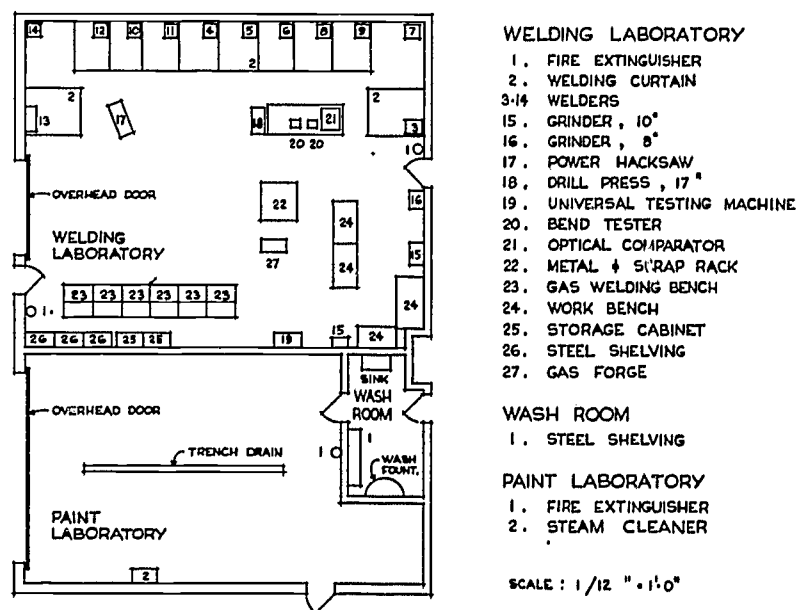 14 12 10 11 4 5 6 8 9 7
2
2 2
13 17 18 21 3
20 20 1
OVERHEAD DOOR
16
22 24
WELDING
LABORATORY
27 24 15
23 23 23 23 23 23 24
1.
26 26 26 25 25 19 15 24
SINK
WASH
ROOM
OVERHEAD DOOR
TRENCH DRAIN
1 1
WASH
FOUNT.
PAINT
LABORATORY
2
WELDING LABORATORY
1. FIRE EXTINGUISHER
2. WELDING CURTAIN
3-14 WELDERS
15. GRINDER, 10"
16. GRINDER, 8"
17. POWER HACKSAW
18. DRILL PRESS, 17"
19. UNIVERSAL TESTING MACHINE
20. BEND TESTER
21. OPTICAL COMPARATOR
22. METAL & SCRAP RACK
23. GAS WELDING BENCH
24. WORK BENCH
25. STORAGE CABINET
26. STEEL SHELVING
27. GAS FORGE
WASH ROOM
1. STEEL SHELVING
PAINT LABORATORY
1. FIRE EXTINGUISHER
2. STEAM CLEANER
SCALE: 1/12 " = 1'-0"